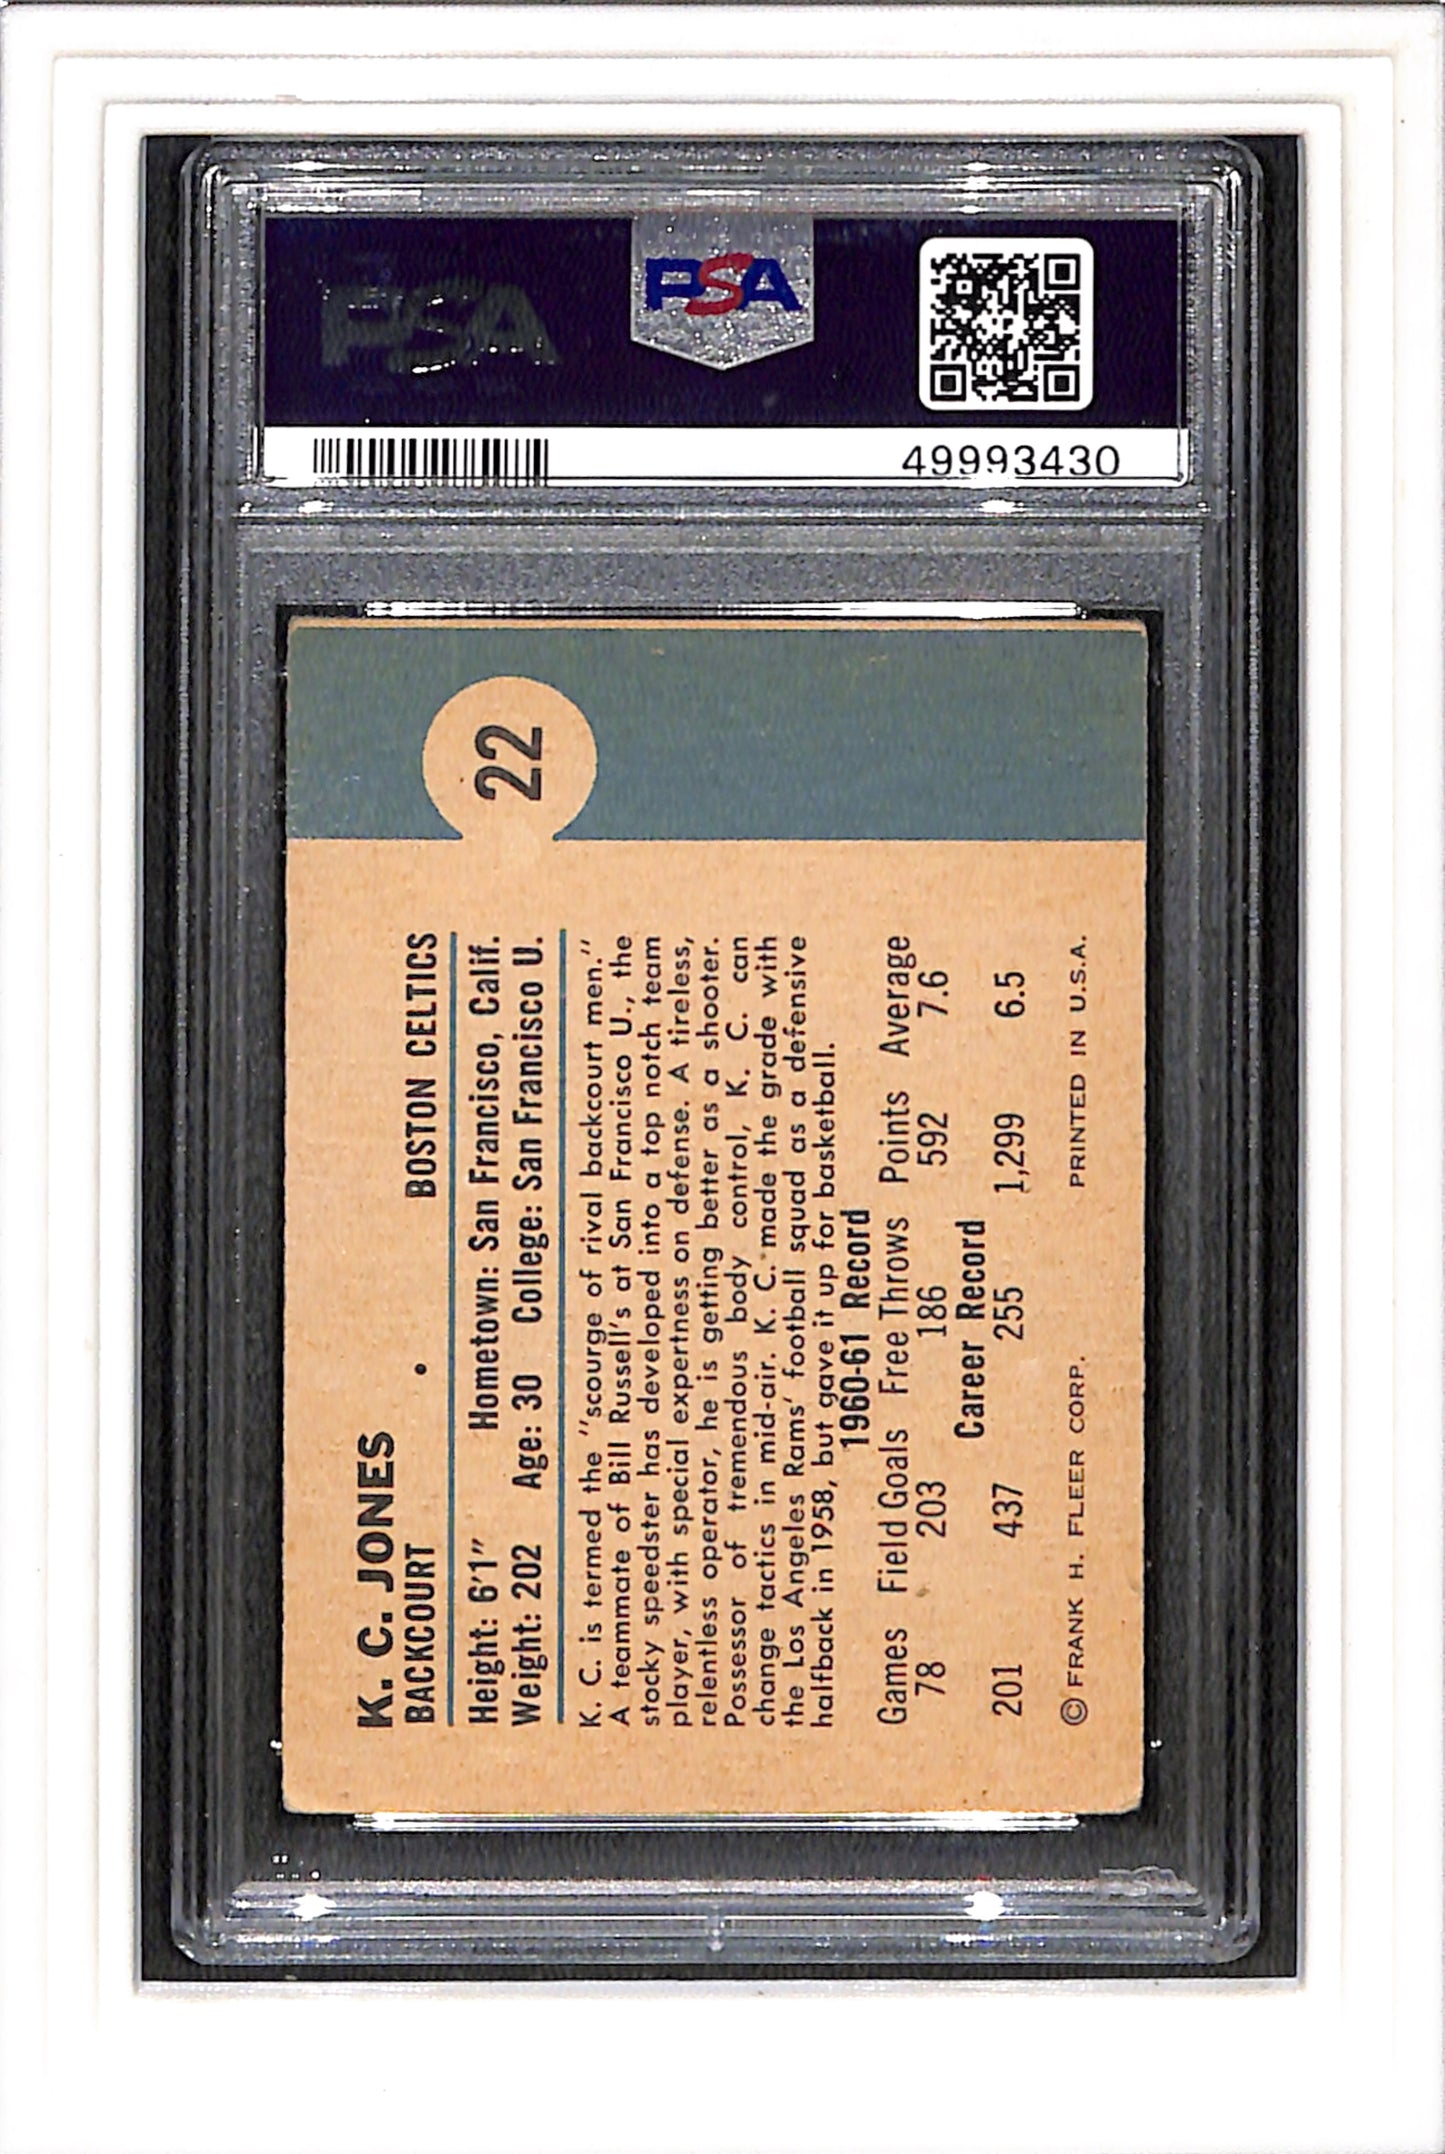 PSA
PSA
49993430
22
K. C. JONES
BACKCOURT BOSTON CELTICS
Height: 6'1" Hometown: San Francisco, Calif.
Weight: 202 Age: 30 College: San Francisco U.
K. C. is termed the "scourge of rival backcourt men."
A teammate of Bill Russell's at San Francisco U., the
stocky speedster has developed into a top notch team
player, with special expertness on defense. A tireless,
relentless operator, he is getting better as a shooter.
Possessor of tremendous body control, K. C. can
change tactics in mid-air. K. C. made the grade with
the Los Angeles Rams' football squad as a defensive
halfback in 1958, but gave it up for basketball.
1960-61 Record
Games Field Goals Free Throws Points Average
78 203 186 592 7.6
Career Record
201 437 255 1,299 6.5
© FRANK H. FLEER CORP. PRINTED IN U.S.A.